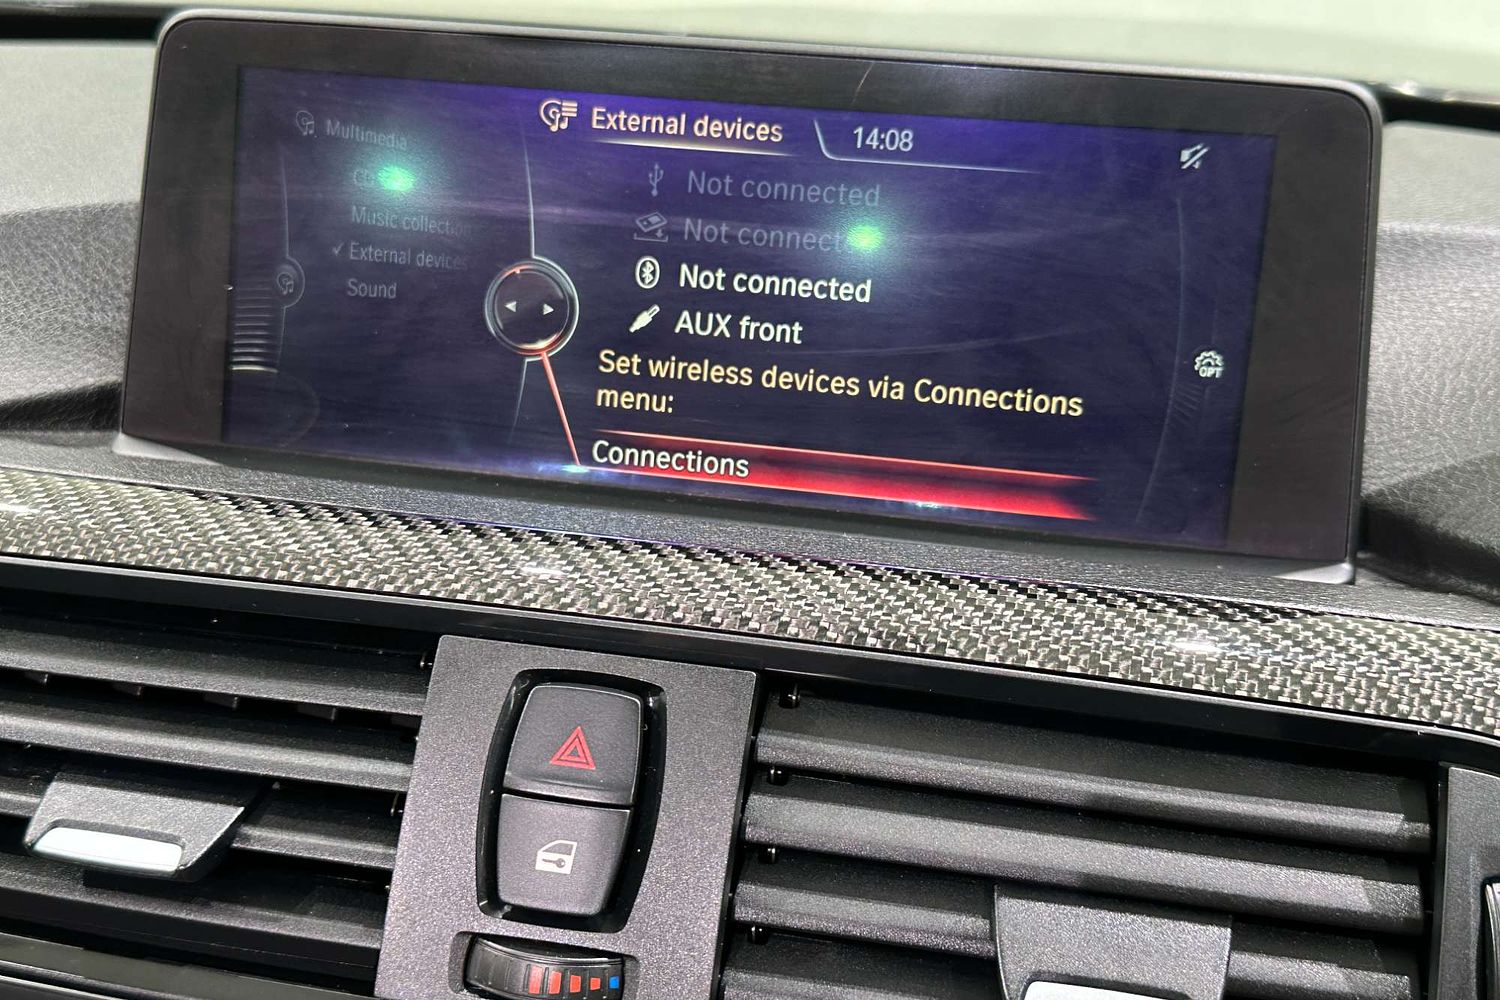 External devices
14:08
Multimedia
Music collection
✓ External devices
Sound
Not connected
Not connect
Not connected
AUX front
Set wireless devices via Connections
menu:
Connections
OPT